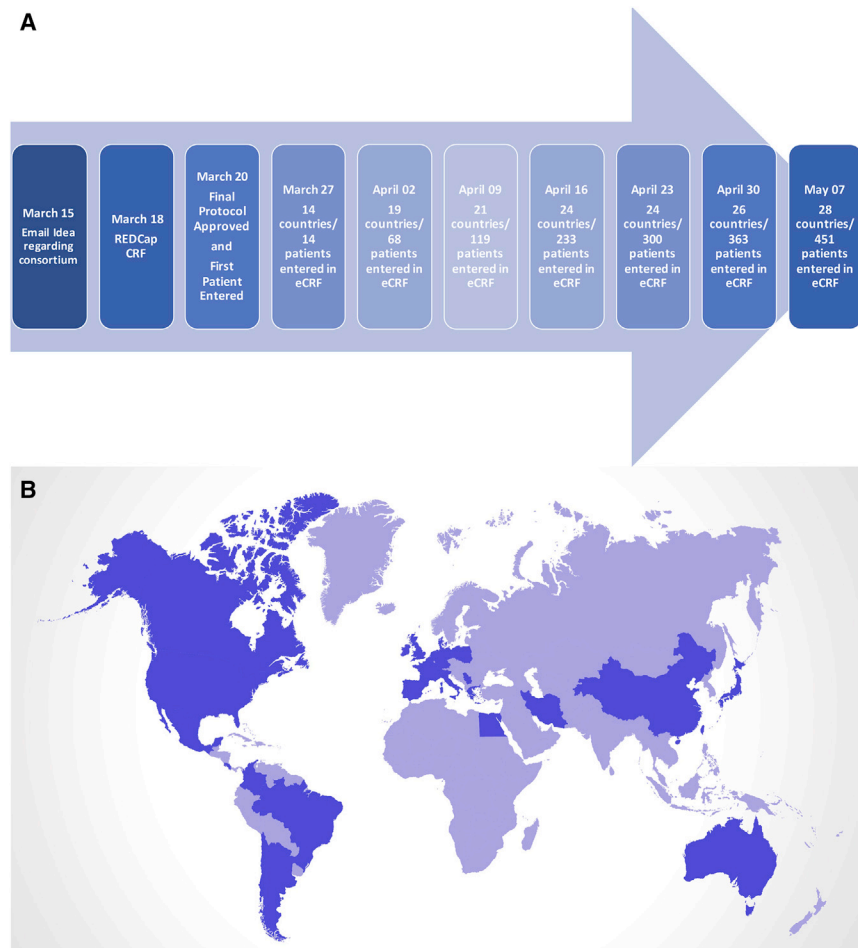 A
March 15
Email Idea
regarding
consortium
March 18
REDCap
CRF
March 20
Final
Protocol
Approved
and
First
Patient
Entered
March 27
14
countries/
14
patients
entered in
eCRF
April 02
19
countries/
68
patients
entered in
eCRF
April 09
21
countries/
119
patients
entered in
eCRF
April 16
24
countries/
233
patients
entered in
eCRF
April 23
24
countries/
300
patients
entered in
eCRF
April 30
26
countries/
363
patients
entered in
eCRF
May 07
28
countries/
451
patients
entered in
eCRF
B